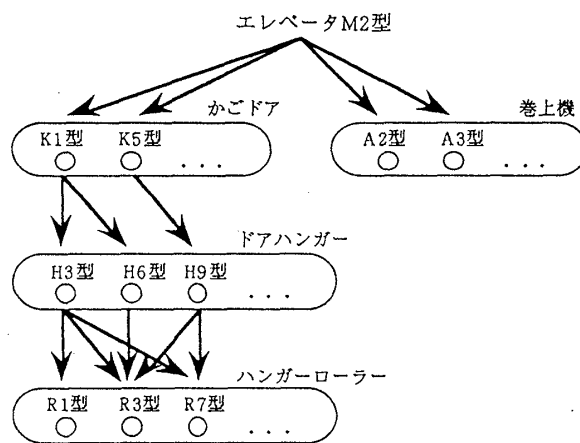 エレベータM2型
かごドア
巻上機
K1型 K5型
A2型 A3型
. . .
. . .
ドアハンガー
H3型 H6型 H9型
. . .
ハンガーローラー
R1型 R3型 R7型
. . .